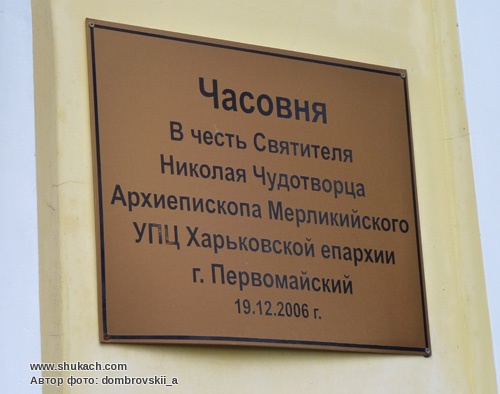 Часовня
В честь Святителя
Николая Чудотворца
Архиепископа Мерликийского
УПЦ Харьковской епархии
г. Первомайский
19.12.2006 г.
www.shukach.com
Автор фото: dombrovskii_a